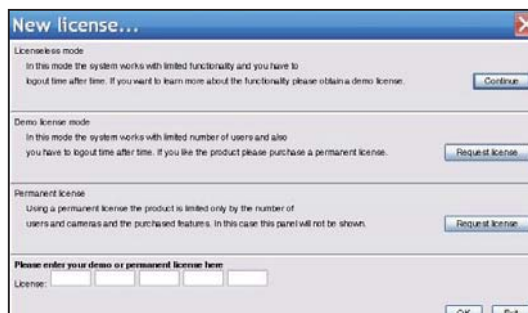 New license...
Licenseless mode
In this mode the system works with limited functionality and you have to
logout time after time. If you want to learn more about the functionality please obtain a demo license.
Continue
Demo license mode
In this mode the system works with limited number of users and also
you have to logout time after time. If you like the product please purchase a permanent license.
Request license
Permanent license
Using a permanent license the product is limited only by the number of
users and cameras and the purchased features. In this case this panel will not be shown.
Request license
Please enter your demo or permanent license here
License:
OK